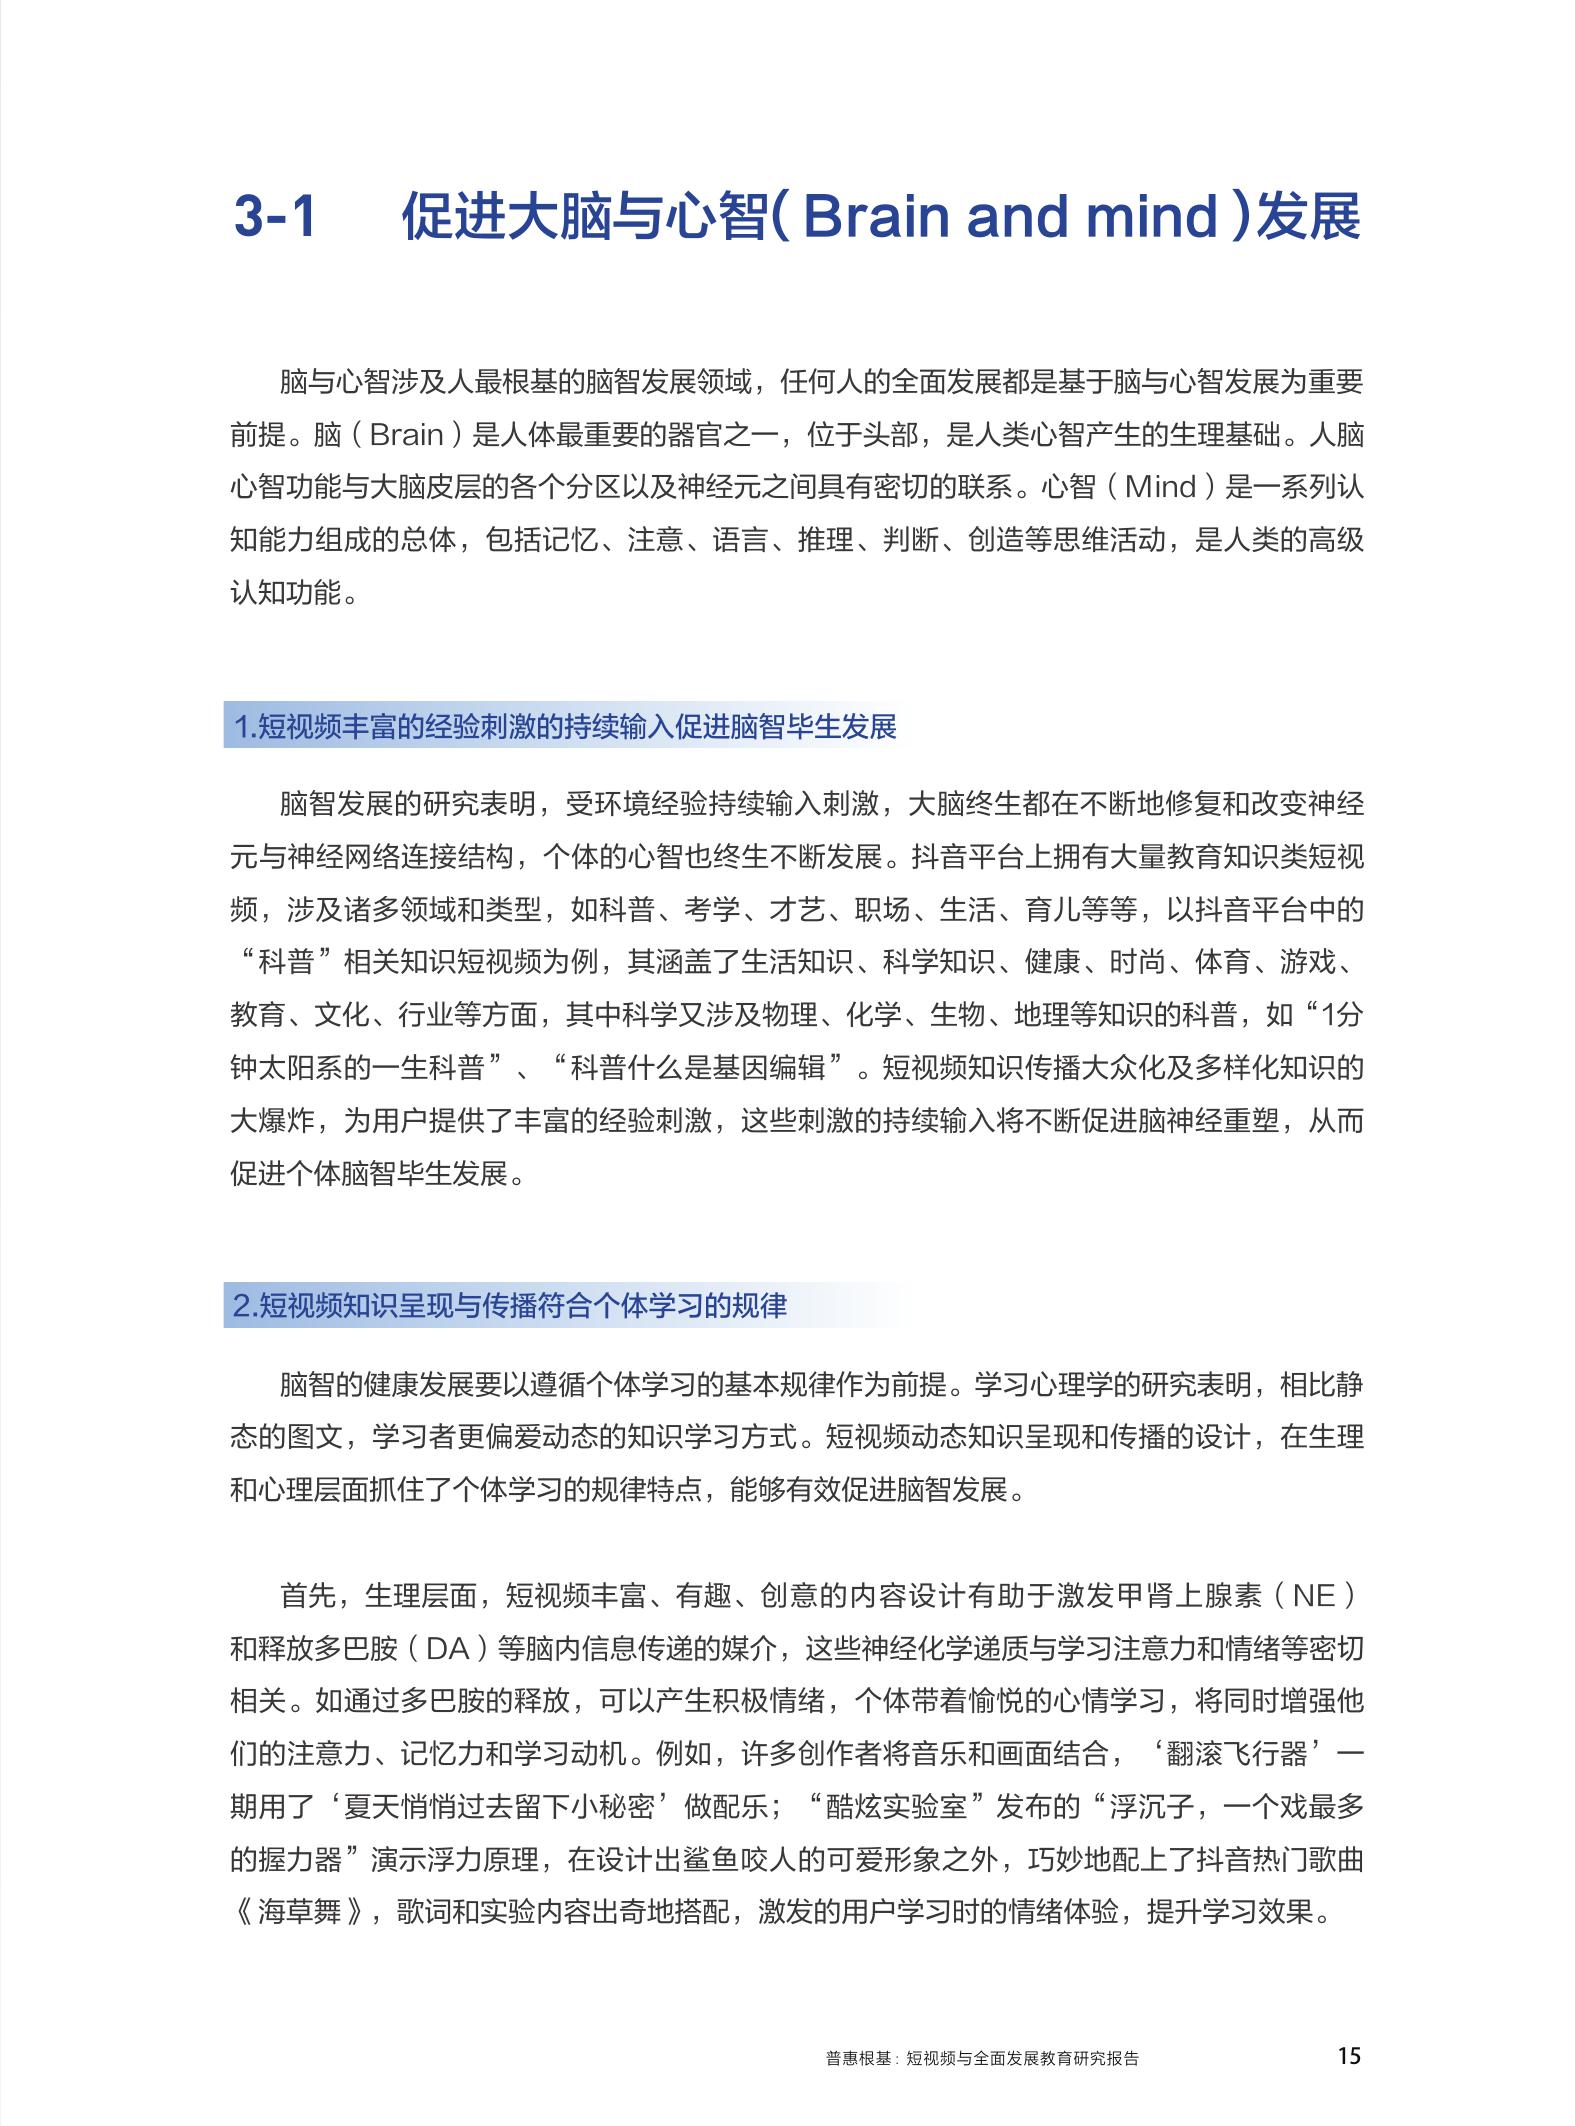 3-1 促进大脑与心智（Brain and mind）发展
脑与心智涉及人最根基的脑智发展领域，任何人的全面发展都是基于脑与心智发展为重要
前提。脑（Brain）是人体最重要的器官之一，位于头部，是人类心智产生的生理基础。人脑
心智功能与大脑皮层的各个分区以及神经元之间具有密切的联系。心智（Mind）是一系列认
知能力组成的总体，包括记忆、注意、语言、推理、判断、创造等思维活动，是人类的高级
认知功能。
1.短视频丰富的经验刺激的持续输入促进脑智毕生发展
脑智发展的研究表明，受环境经验持续输入刺激，大脑终生都在不断地修复和改变神经
元与神经网络连接结构，个体的心智也终生不断发展。抖音平台上拥有大量教育知识类短视
频，涉及诸多领域和类型，如科普、考学、才艺、职场、生活、育儿等等，以抖音平台中的
“科普”相关知识短视频为例，其涵盖了生活知识、科学知识、健康、时尚、体育、游戏、
教育、文化、行业等方面，其中科学又涉及物理、化学、生物、地理等知识的科普，如“1分
钟太阳系的一生科普”、“科普什么是基因编辑”。短视频知识传播大众化及多样化知识的
大爆炸，为用户提供了丰富的经验刺激，这些刺激的持续输入将不断促进脑神经重塑，从而
促进个体脑智毕生发展。
2.短视频知识呈现与传播符合个体学习的规律
脑智的健康发展要以遵循个体学习的基本规律作为前提。学习心理学的研究表明，相比静
态的图文，学习者更偏爱动态的知识学习方式。短视频动态知识呈现和传播的设计，在生理
和心理层面抓住了个体学习的规律特点，能够有效促进脑智发展。
首先，生理层面，短视频丰富、有趣、创意的内容设计有助于激发甲肾上腺素（NE）
和释放多巴胺（DA）等脑内信息传递的媒介，这些神经化学递质与学习注意力和情绪等密切
相关。如通过多巴胺的释放，可以产生积极情绪，个体带着愉悦的心情学习，将同时增强他
们的注意力、记忆力和学习动机。例如，许多创作者将音乐和画面结合，‘翻滚飞行器’一
期用了‘夏天悄悄过去留下小秘密’做配乐；“酷炫实验室”发布的“浮沉子，一个戏最多
的握力器”演示浮力原理，在设计出鲨鱼咬人的可爱形象之外，巧妙地配上了抖音热门歌曲
《海草舞》，歌词和实验内容出奇地搭配，激发的用户学习时的情绪体验，提升学习效果。
普惠根基：短视频与全面发展教育研究报告 15